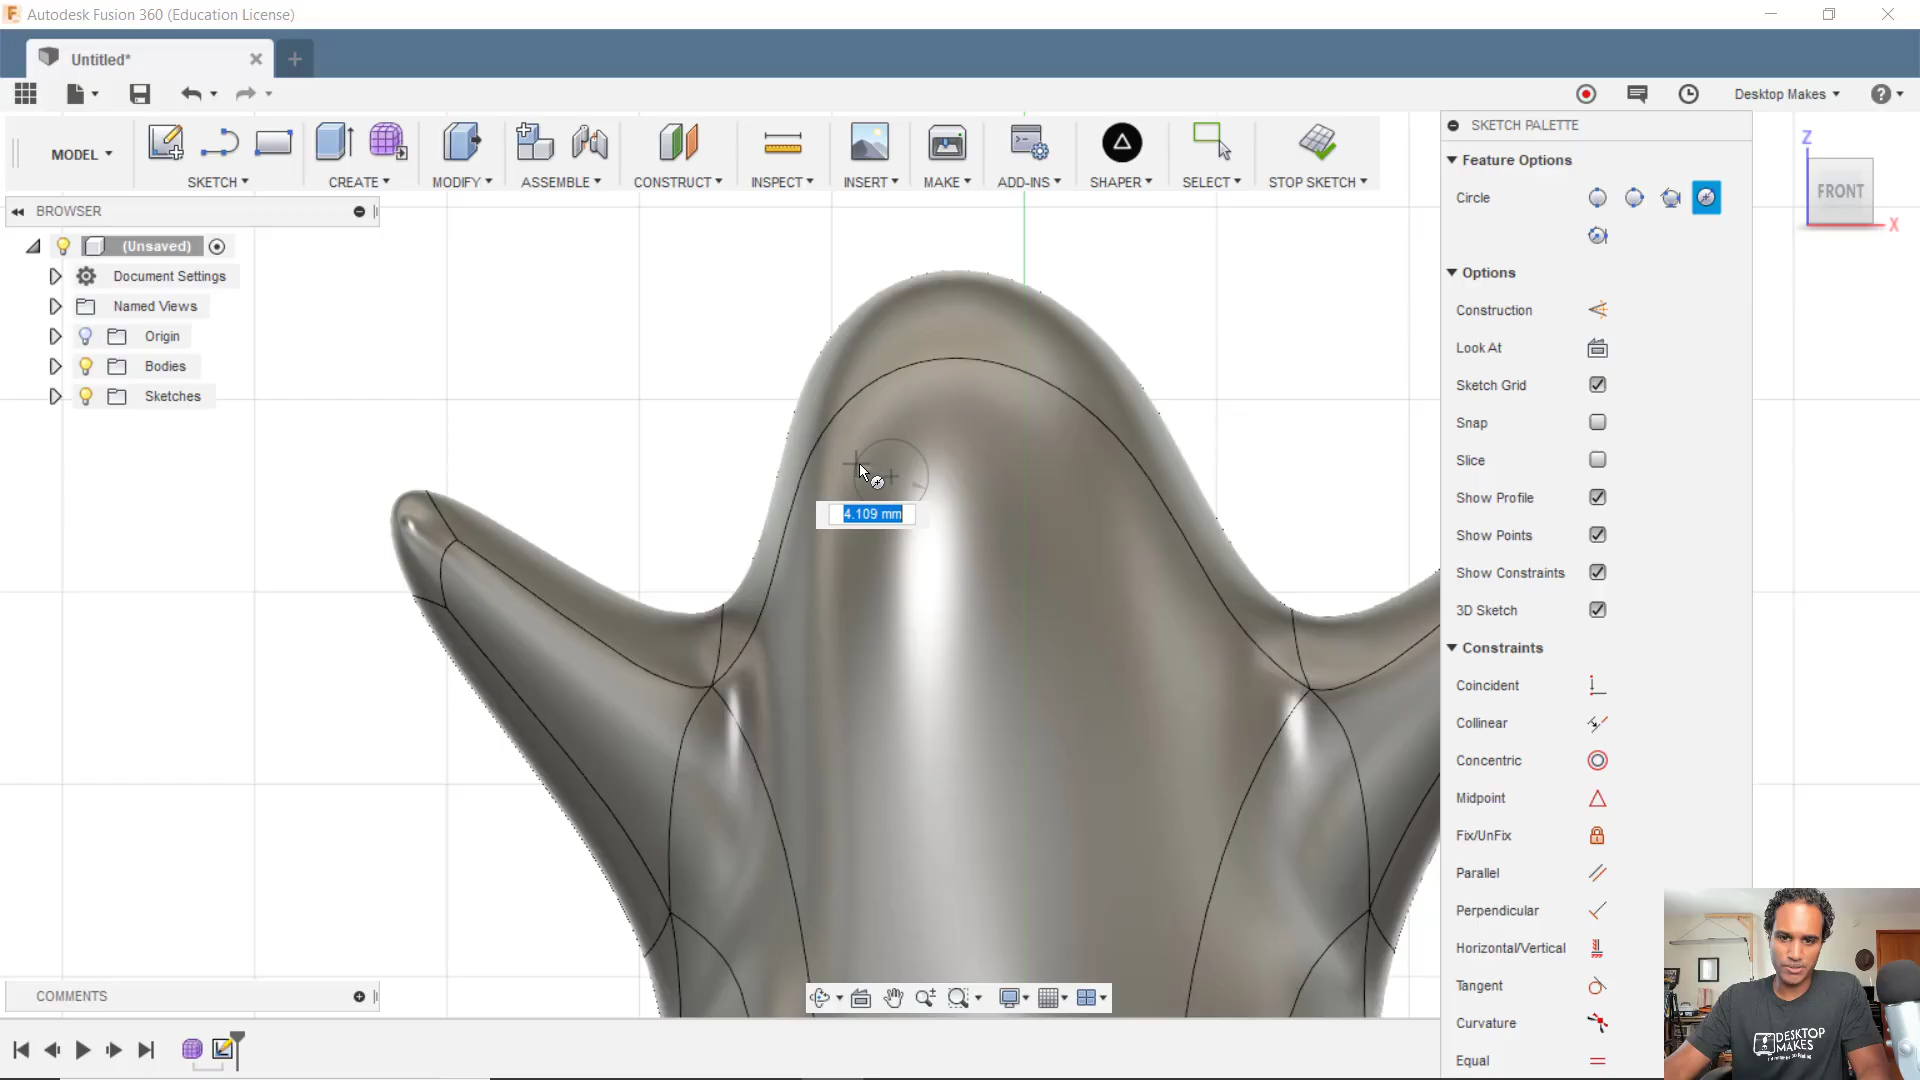 Autodesk Fusion 360 (Education License)
Untitled*
Desktop Makes
MODEL
SKETCH
CREATE
MODIFY
ASSEMBLE
CONSTRUCT
INSPECT
INSERT
MAKE
ADD-INS
SHAPER
SELECT
STOP SKETCH
BROWSER
(Unsaved)
Document Settings
Named Views
Origin
Bodies
Sketches
4.109 mm
SKETCH PALETTE
Feature Options
Circle
Options
Construction
Look At
Sketch Grid
Snap
Slice
Show Profile
Show Points
Show Constraints
3D Sketch
Constraints
Coincident
Collinear
Concentric
Midpoint
Fix/UnFix
Parallel
Perpendicular
Horizontal/Vertical
Tangent
Curvature
Equal
Z
FRONT
X
COMMENTS
DESKTOP
MAKES